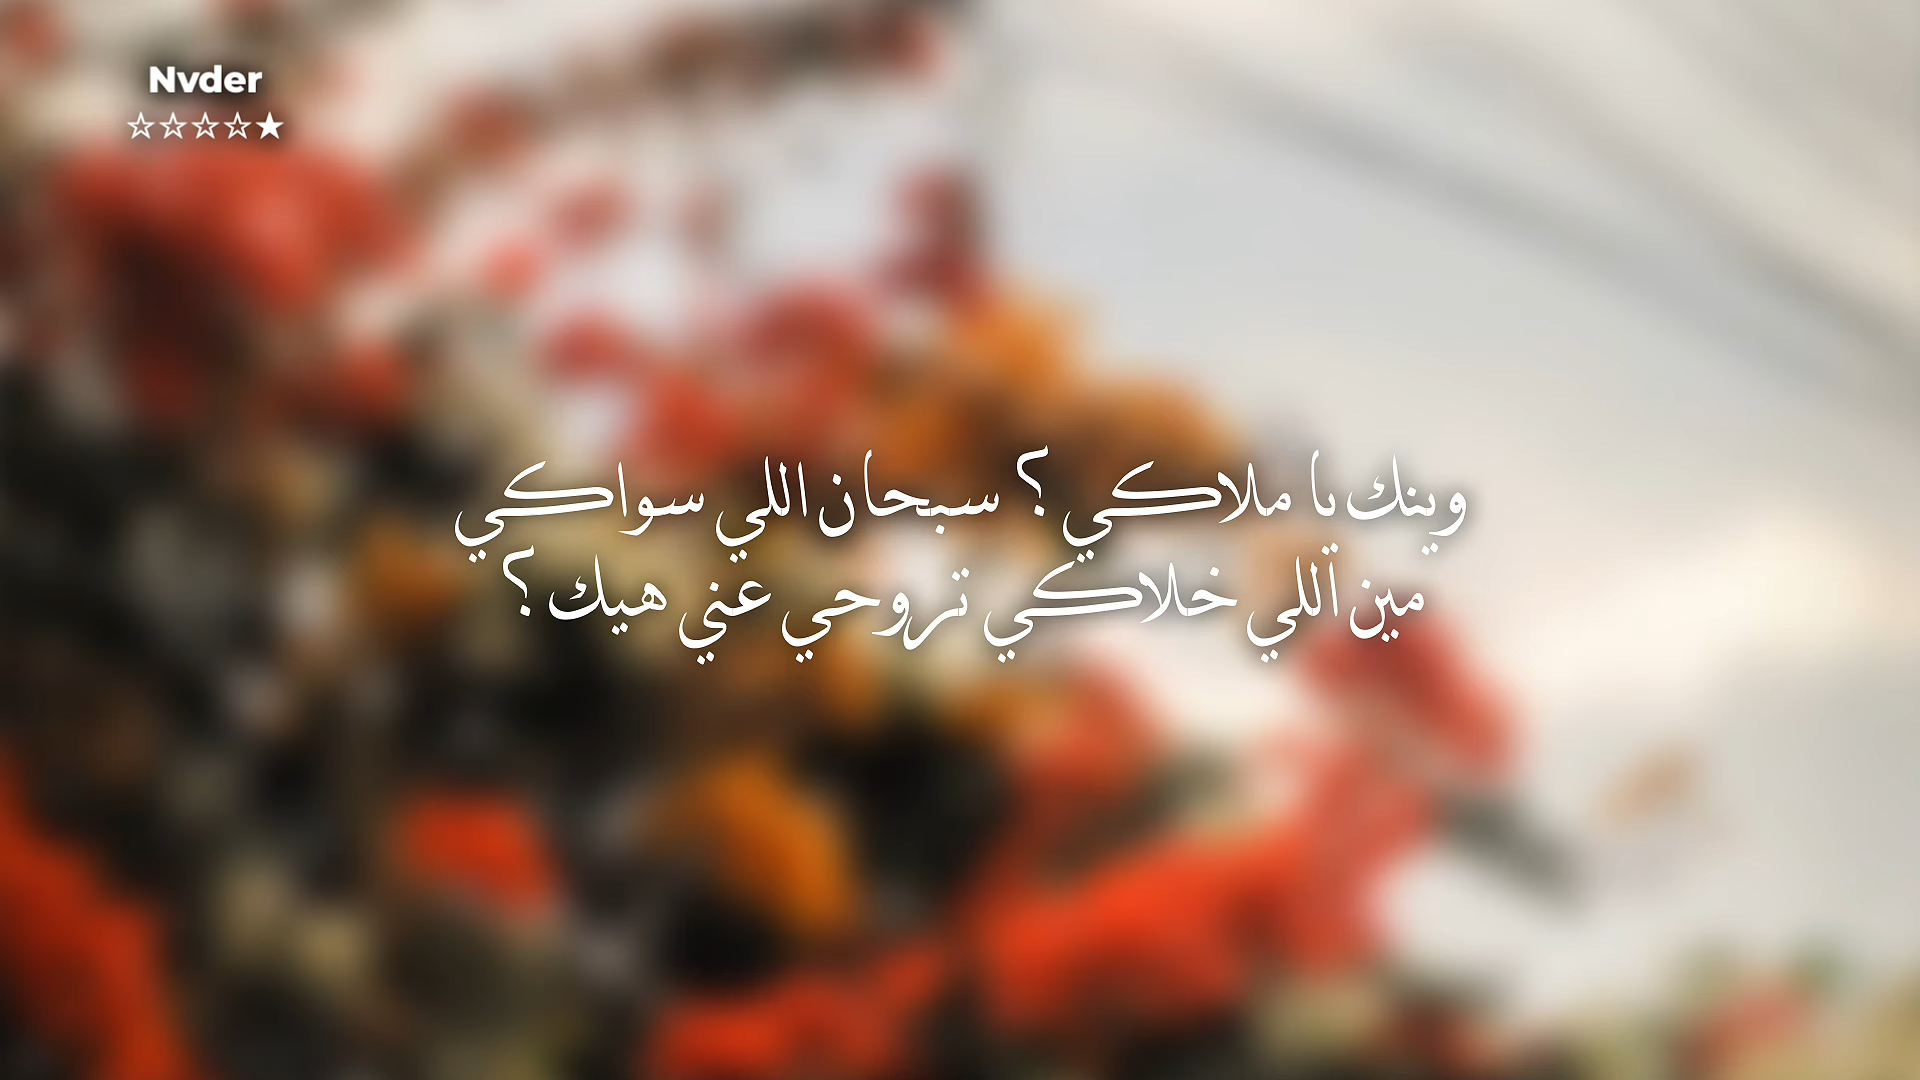 Nvder
☆☆☆☆★
وينك يا ملاكي ؟ سبحان اللي سواكي
مين اللي خلاكي تروحي عني هيك ؟